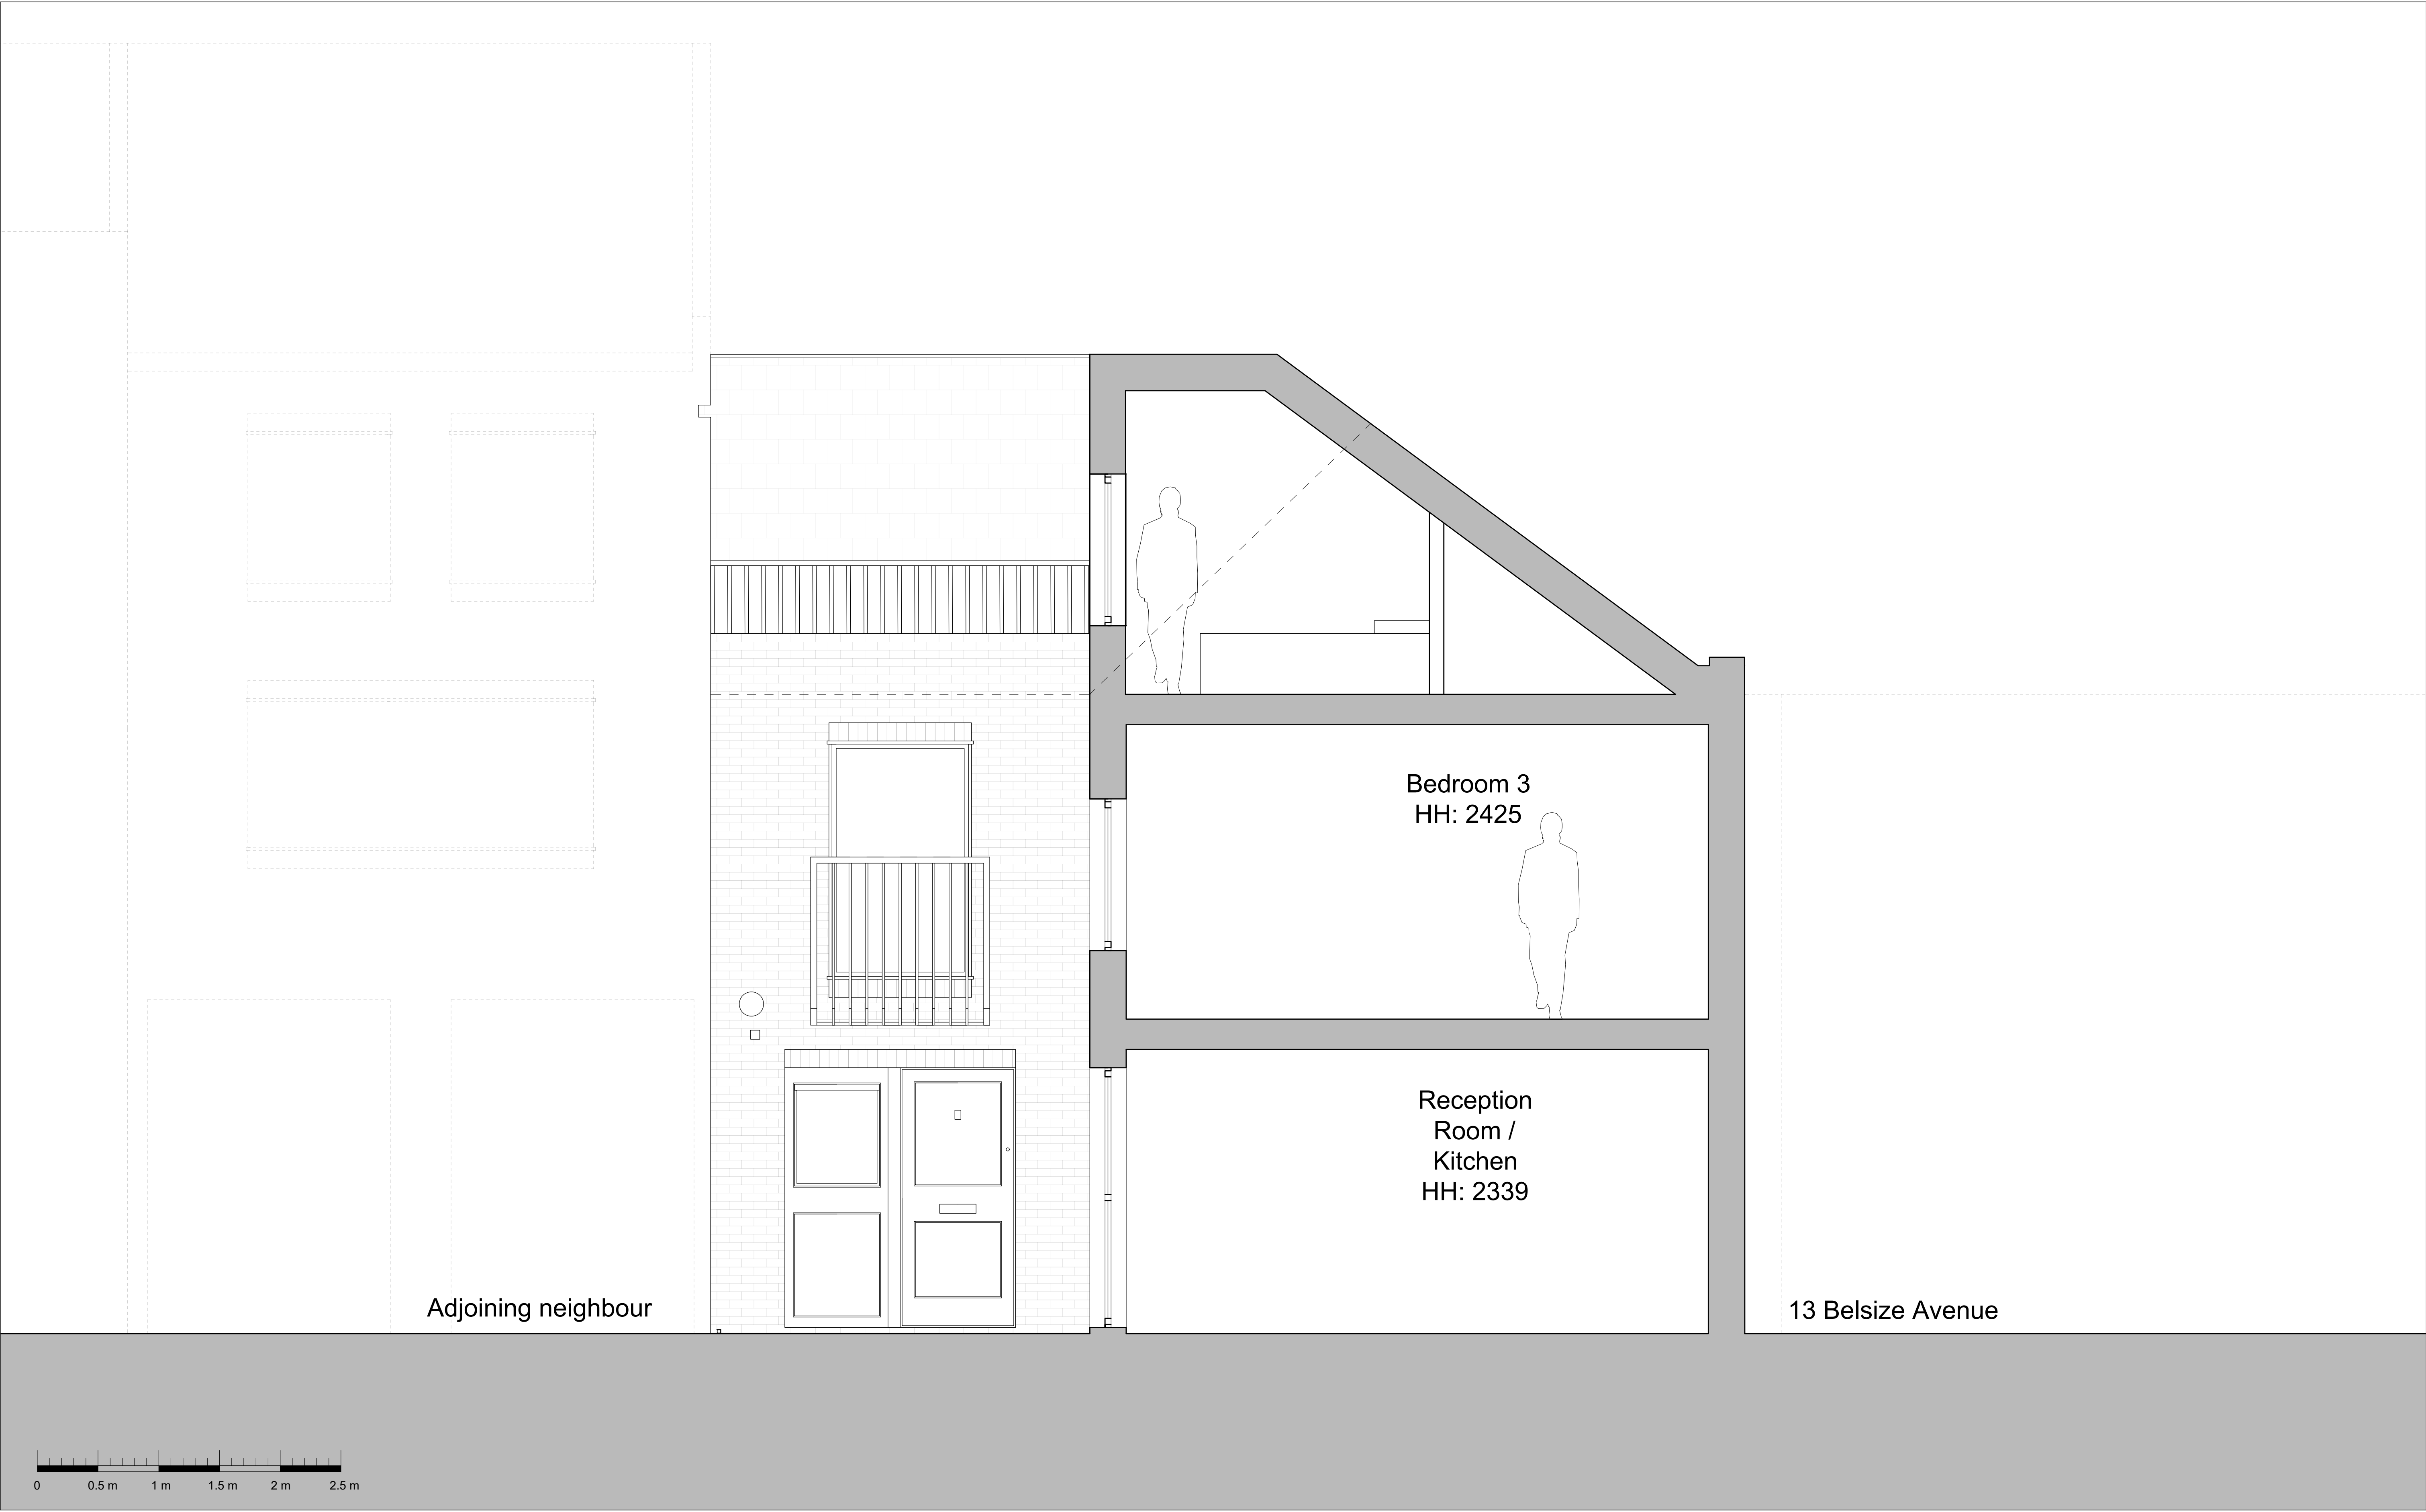 Bedroom 3
HH: 2425
Reception
Room /
Kitchen
HH: 2339
Adjoining neighbour
13 Belsize Avenue
0 0.5 m 1 m 1.5 m 2 m 2.5 m